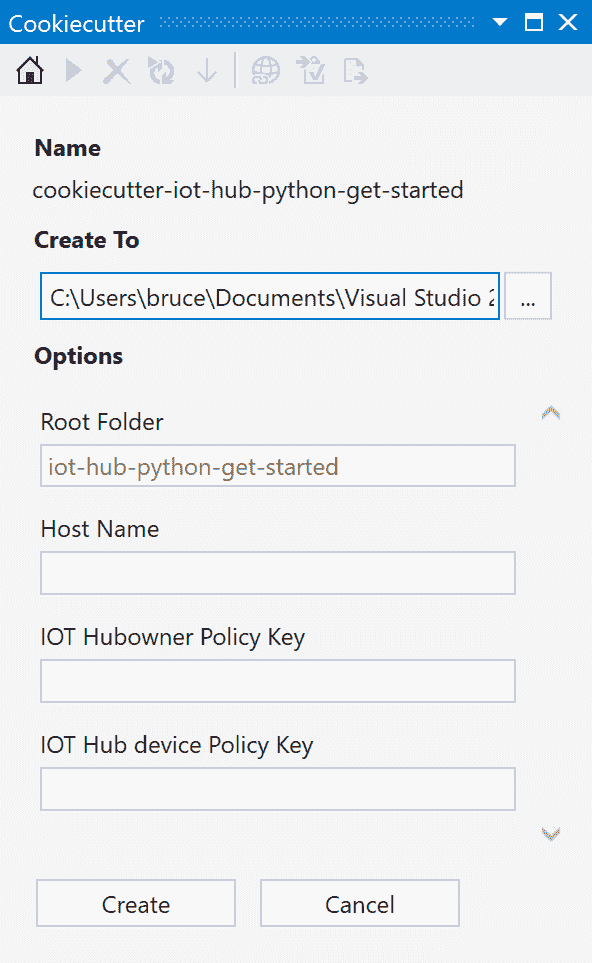 Cookiecutter
Name
cookiecutter-iot-hub-python-get-started
Create To
C:\Users\bruce\Documents\Visual Studio
...
Options
Root Folder
iot-hub-python-get-started
Host Name
IOT Hubowner Policy Key
IOT Hub device Policy Key
Create
Cancel